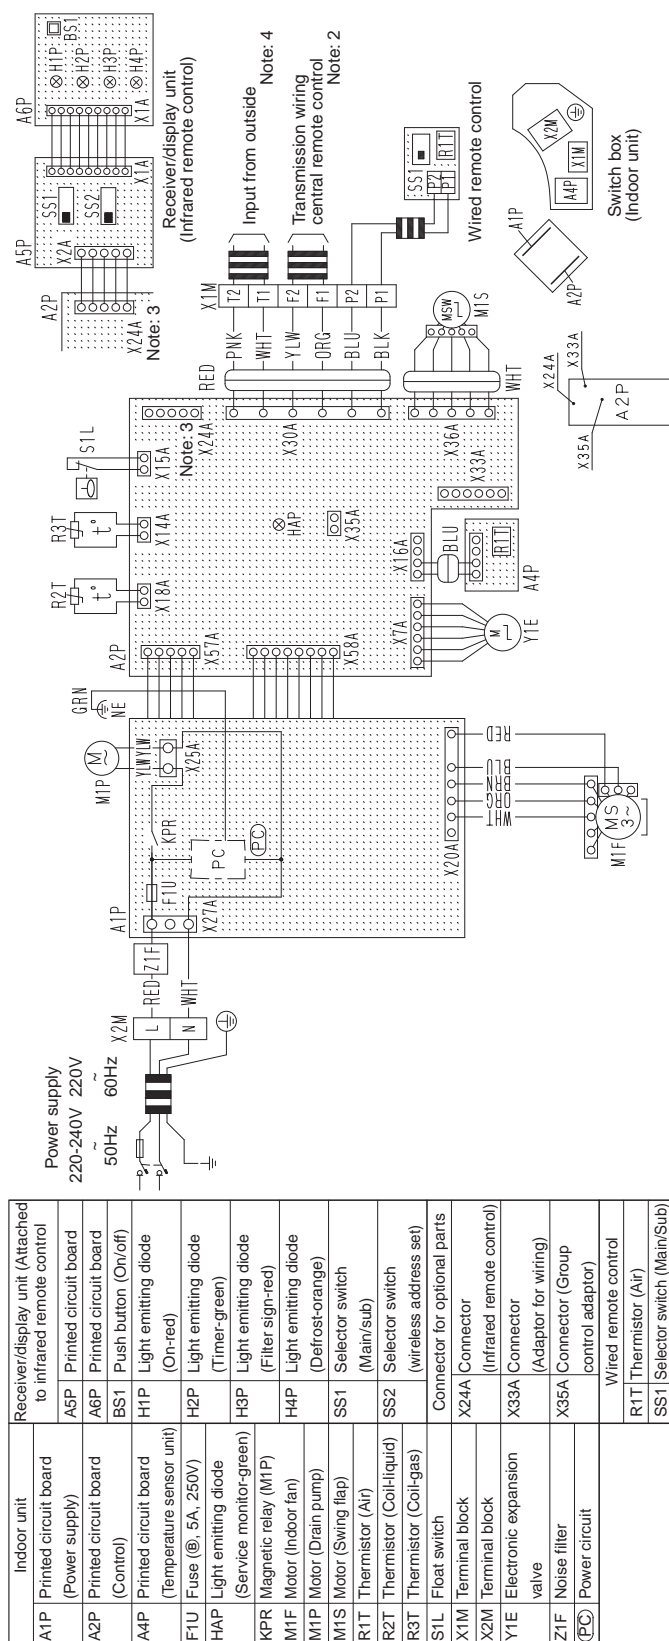 Indoor unit
A1P Printed circuit board
(Power supply)
A2P Printed circuit board
(Control)
A4P Printed circuit board
(Temperature sensor unit)
F1U Fuse (Ⓑ, 5A, 250V)
HAP Light emitting diode
(Service monitor-green)
KPR Magnetic relay (M1P)
M1F Motor (Indoor fan)
M1P Motor (Drain pump)
M1S Motor (Swing flap)
R1T Thermistor (Air)
R2T Thermistor (Coil-liquid)
R3T Thermistor (Coil-gas)
S1L Float switch
X1M Terminal block
X2M Terminal block
Y1E Electronic expansion
valve
Z1F Noise filter
PC Power circuit
Receiver/display unit (Attached
to infrared remote control
A5P Printed circuit board
A6P Printed circuit board
BS1 Push button (On/off)
H1P Light emitting diode
(On-red)
H2P Light emitting diode
(Timer-green)
H3P Light emitting diode
(Filter sign-red)
H4P Light emitting diode
(Defrost-orange)
SS1 Selector switch
(Main/sub)
SS2 Selector switch
(wireless address set)
Connector for optional parts
X24A Connector
(Infrared remote control)
X33A Connector
(Adaptor for wiring)
X35A Connector (Group
control adaptor)
Wired remote control
R1T Thermistor (Air)
SS1 Selector switch (Main/Sub)
Power supply
220-240V 220V
~ ~
50Hz 60Hz
X2M
L
N
RED
WHT
Z1F
A1P
X27A
F1U
KPR
PC
PC
M1P
M
~
YLW
YLW
X25A
GRN
NE
X20A
WHT
ORG
BRN
BLU
RED
MS
3~
M1F
A2P
X57A
X58A
R2T
t°
X18A
R3T
t°
X14A
S1L
X15A
Note: 3
X24A
HAP
X35A
X7A
M
Y1E
X16A
BLU
R1T
A4P
X33A
X36A
WHT
MSW
M1S
X30A
RED
PNK
WHT
YLW
ORG
BLU
BLK
X1M
T2
T1
F2
F1
P2
P1
Input from outside
Note: 4
Transmission wiring
central remote control
Note: 2
SS1
R1T
P2
P1
Wired remote control
A2P
X24A
Note: 3
A5P
X2A
SS1
SS2
X1A
A6P
X1A
BS1
H1P
H2P
H3P
H4P
Receiver/display unit
(Infrared remote control)
X24A
X33A
X35A
A2P
A1P
A2P
X2M
X1M
A4P
Switch box
(Indoor unit)